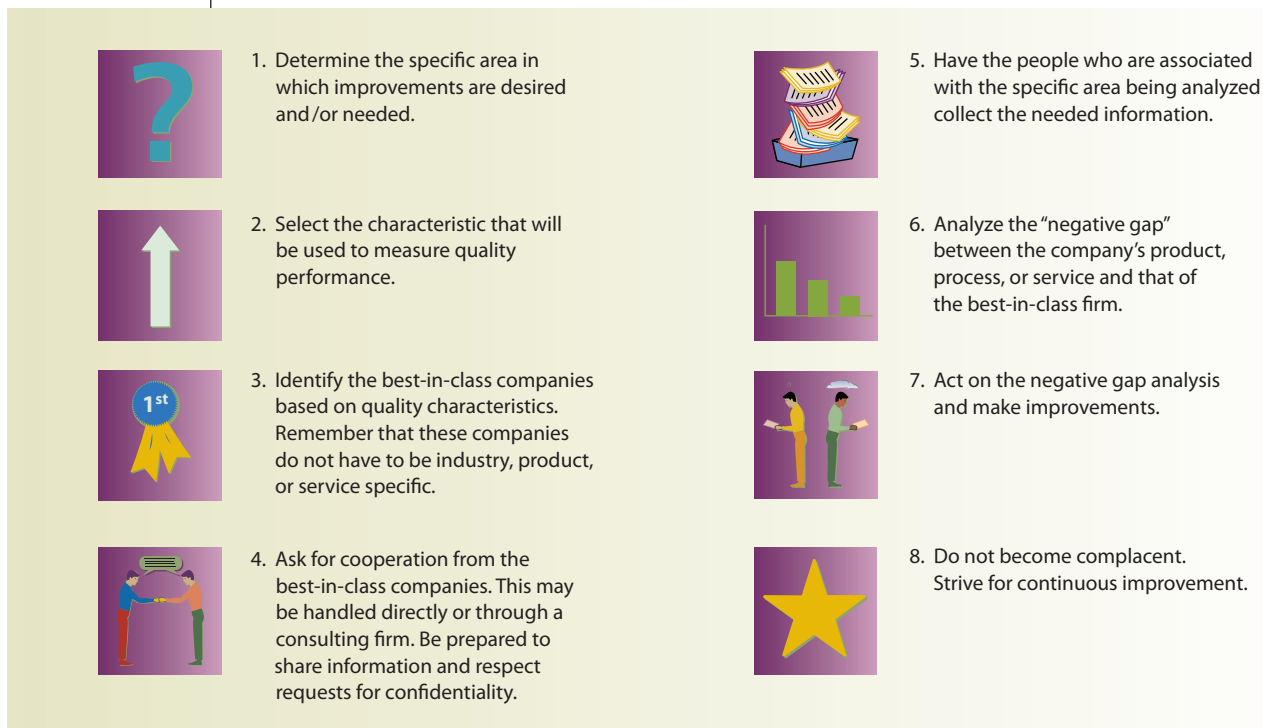 1. Determine the specific area in
which improvements are desired
and/or needed.
2. Select the characteristic that will
be used to measure quality
performance.
1st
3. Identify the best-in-class companies
based on quality characteristics.
Remember that these companies
do not have to be industry, product,
or service specific.
4. Ask for cooperation from the
best-in-class companies. This may
be handled directly or through a
consulting firm. Be prepared to
share information and respect
requests for confidentiality.
5. Have the people who are associated
with the specific area being analyzed
collect the needed information.
6. Analyze the “negative gap”
between the company’s product,
process, or service and that of
the best-in-class firm.
7. Act on the negative gap analysis
and make improvements.
8. Do not become complacent.
Strive for continuous improvement.